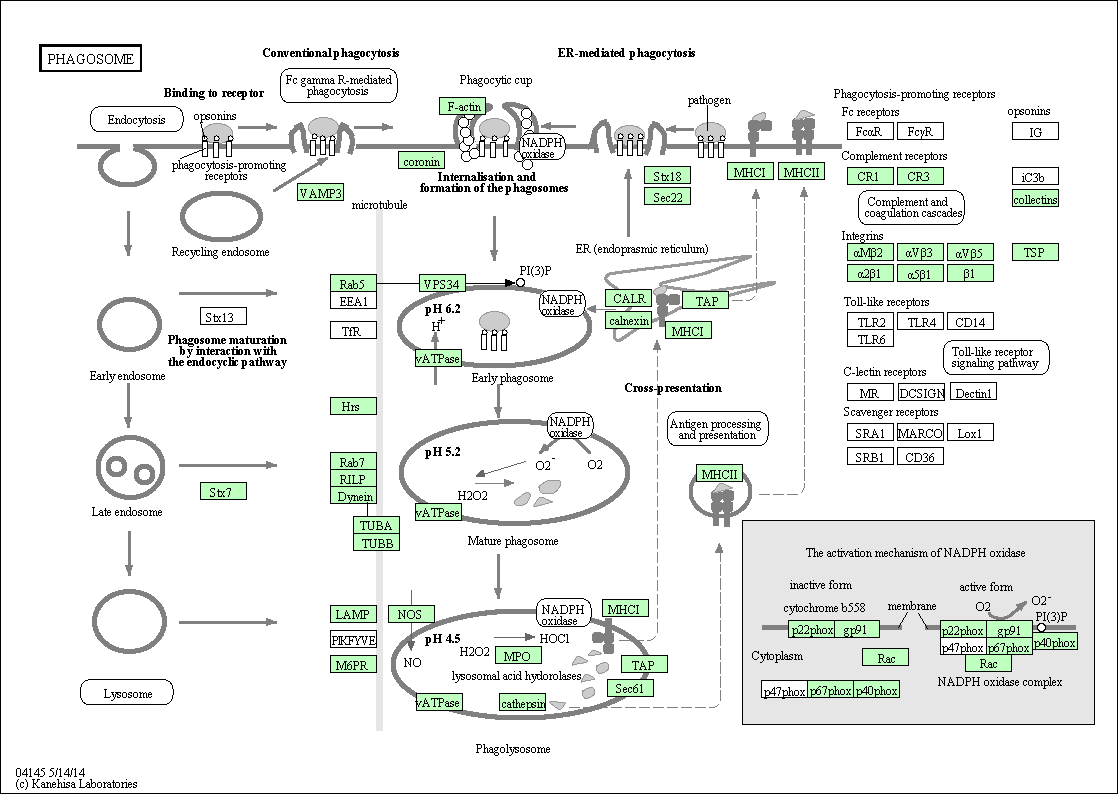 PHAGOSOME
Conventional phagocytosis
ER-mediated phagocytosis
Binding to receptor
Fc gamma R-mediated
phagocytosis
Phagocytic cup
Endocytosis
opsonins
F-actin
pathogen
NADPH
oxidase
coronin
phagocytosis-promoting
receptors
VAMP3
Internalisation and
formation of the phagosomes
Stx18
Sec22
MHCI
MHCII
microtubule
Recycling endosome
ER (endoprasmic reticulum)
Phagocytosis-promoting receptors
Fc receptors
opsonins
FcαR
FcγR
IG
Complement receptors
CR1
CR3
iC3b
collectins
Complement and
coagulation cascades
Integrins
αMβ2
αVβ3
αVβ5
TSP
α2β1
α5β1
β1
Toll-like receptors
TLR2
TLR4
CD14
TLR6
Toll-like receptor
signaling pathway
C-lectin receptors
MR
DCSIGN
Dectin1
Scavenger receptors
SRA1
MARCO
Lox1
SRB1
CD36
Rab5
EEA1
VPS34
PI(3)P
Stx13
TfR
pH 6.2
H+
NADPH
oxidase
CALR
TAP
calnexin
MHCI
vATPase
Phagosome maturation
by interaction with
the endocyclic pathway
Early endosome
Early phagosome
Cross-presentation
Hrs
NADPH
oxidase
Antigen processing
and presentation
pH 5.2
O2-
O2
H2O2
Rab7
RILP
Dynein
Stx7
vATPase
MHCII
TUBA
TUBB
Late endosome
Mature phagosome
LAMP
NOS
PIKFYVE
M6PR
NADPH
oxidase
MHCI
pH 4.5
HOCl
H2O2
MPO
NO
lysosomal acid hydorolases
TAP
Sec61
vATPase
cathepsin
Lysosome
Phagolysosome
The activation mechanism of NADPH oxidase
inactive form
active form
cytochrome b558
membrane
O2
O2-
PI(3)P
p22phox
gp91
p22phox
gp91
p47phox
p67phox
p40phox
Cytoplasm
Rac
Rac
p47phox
p67phox
p40phox
NADPH oxidase complex
04145 5/14/14
(c) Kanehisa Laboratories